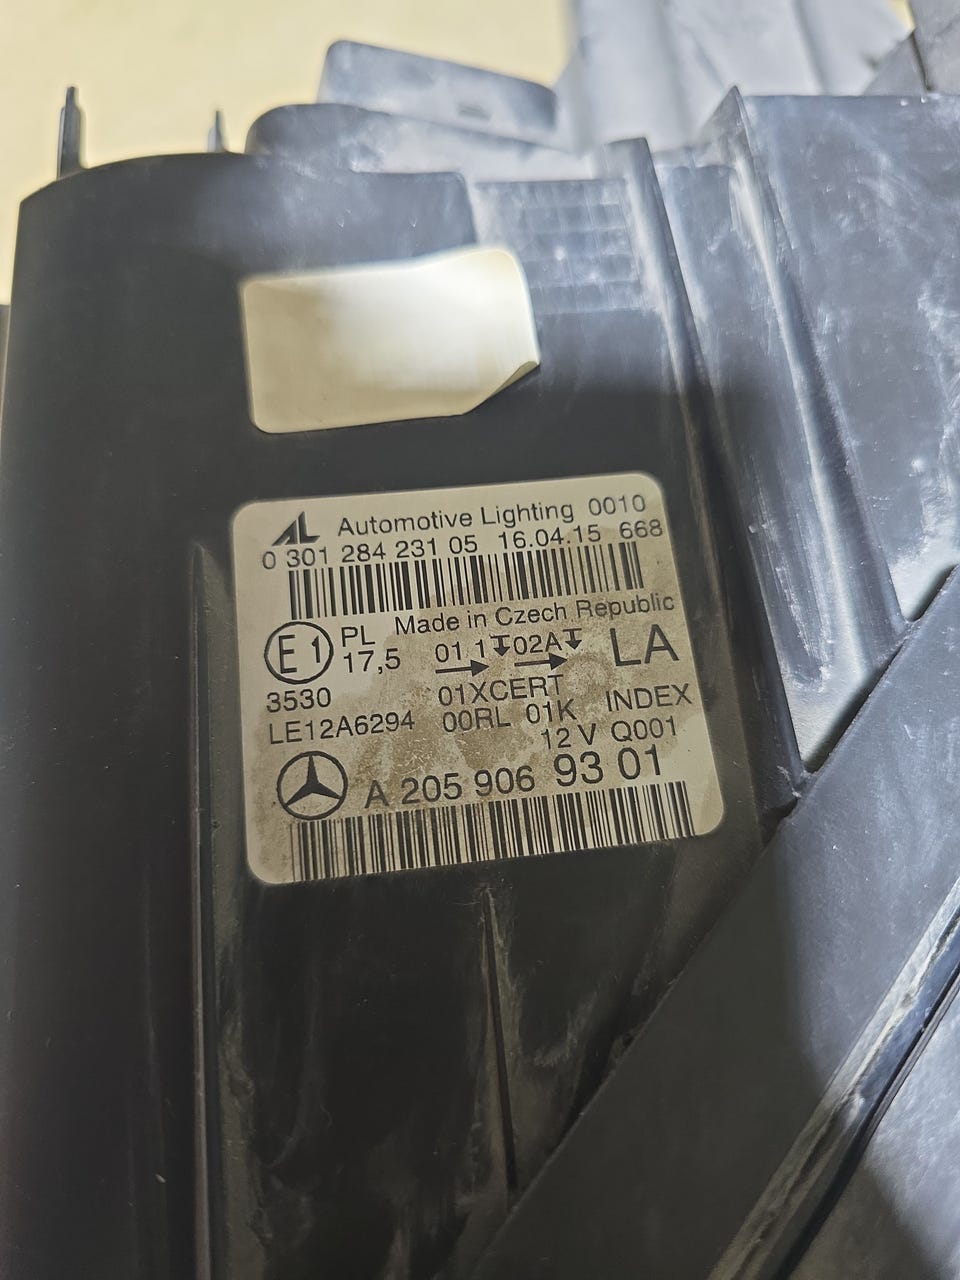 AL Automotive Lighting 0010
0 301 284 231 05 16.04.15 668
Made in Czech Republic
E1 PL 17,5 01.1 02A LA
3530 01XCERT
LE12A6294 00RL 01K INDEX
12 V Q001
A 205 906 93 01